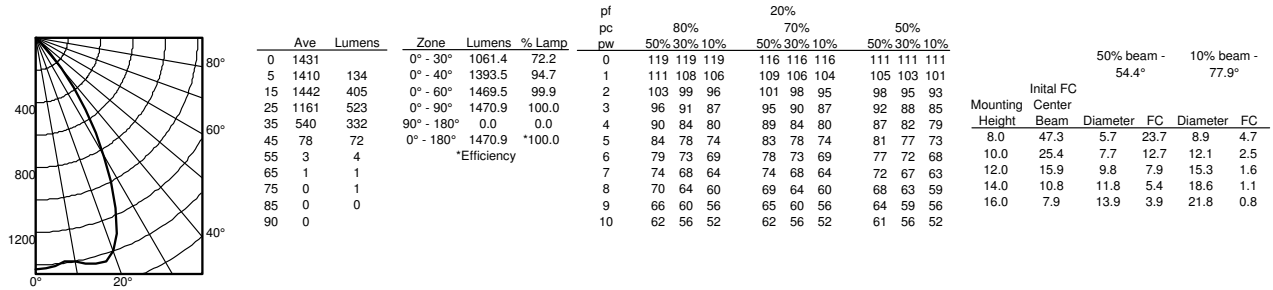 400
800
1200
0°
20°
40°
60°
80°
Ave Lumens
0 1431
5 1410 134
15 1442 405
25 1161 523
35 540 332
45 78 72
55 3 4
65 1 1
75 0 1
85 0 0
90 0
Zone Lumens % Lamp
0° - 30° 1061.4 72.2
0° - 40° 1393.5 94.7
0° - 60° 1469.5 99.9
0° - 90° 1470.9 100.0
90° - 180° 0.0 0.0
0° - 180° 1470.9 *100.0
*Efficiency
pf 20%
pc 80% 70% 50%
pw 50% 30% 10% 50% 30% 10% 50% 30% 10%
0 119 119 119 116 116 116 111 111 111
1 111 108 106 109 106 104 105 103 101
2 103 99 96 101 98 95 98 95 93
3 96 91 87 95 90 87 92 88 85
4 90 84 80 89 84 80 87 82 79
5 84 78 74 83 78 74 81 77 73
6 79 73 69 78 73 69 77 72 68
7 74 68 64 74 68 64 72 67 63
8 70 64 60 69 64 60 68 63 59
9 66 60 56 65 60 56 64 59 56
10 62 56 52 62 56 52 61 56 52
50% beam - 10% beam -
54.4° 77.9°
Inital FC
Mounting Center
Height Beam Diameter FC Diameter FC
8.0 47.3 5.7 23.7 8.9 4.7
10.0 25.4 7.7 12.7 12.1 2.5
12.0 15.9 9.8 7.9 15.3 1.6
14.0 10.8 11.8 5.4 18.6 1.1
16.0 7.9 13.9 3.9 21.8 0.8